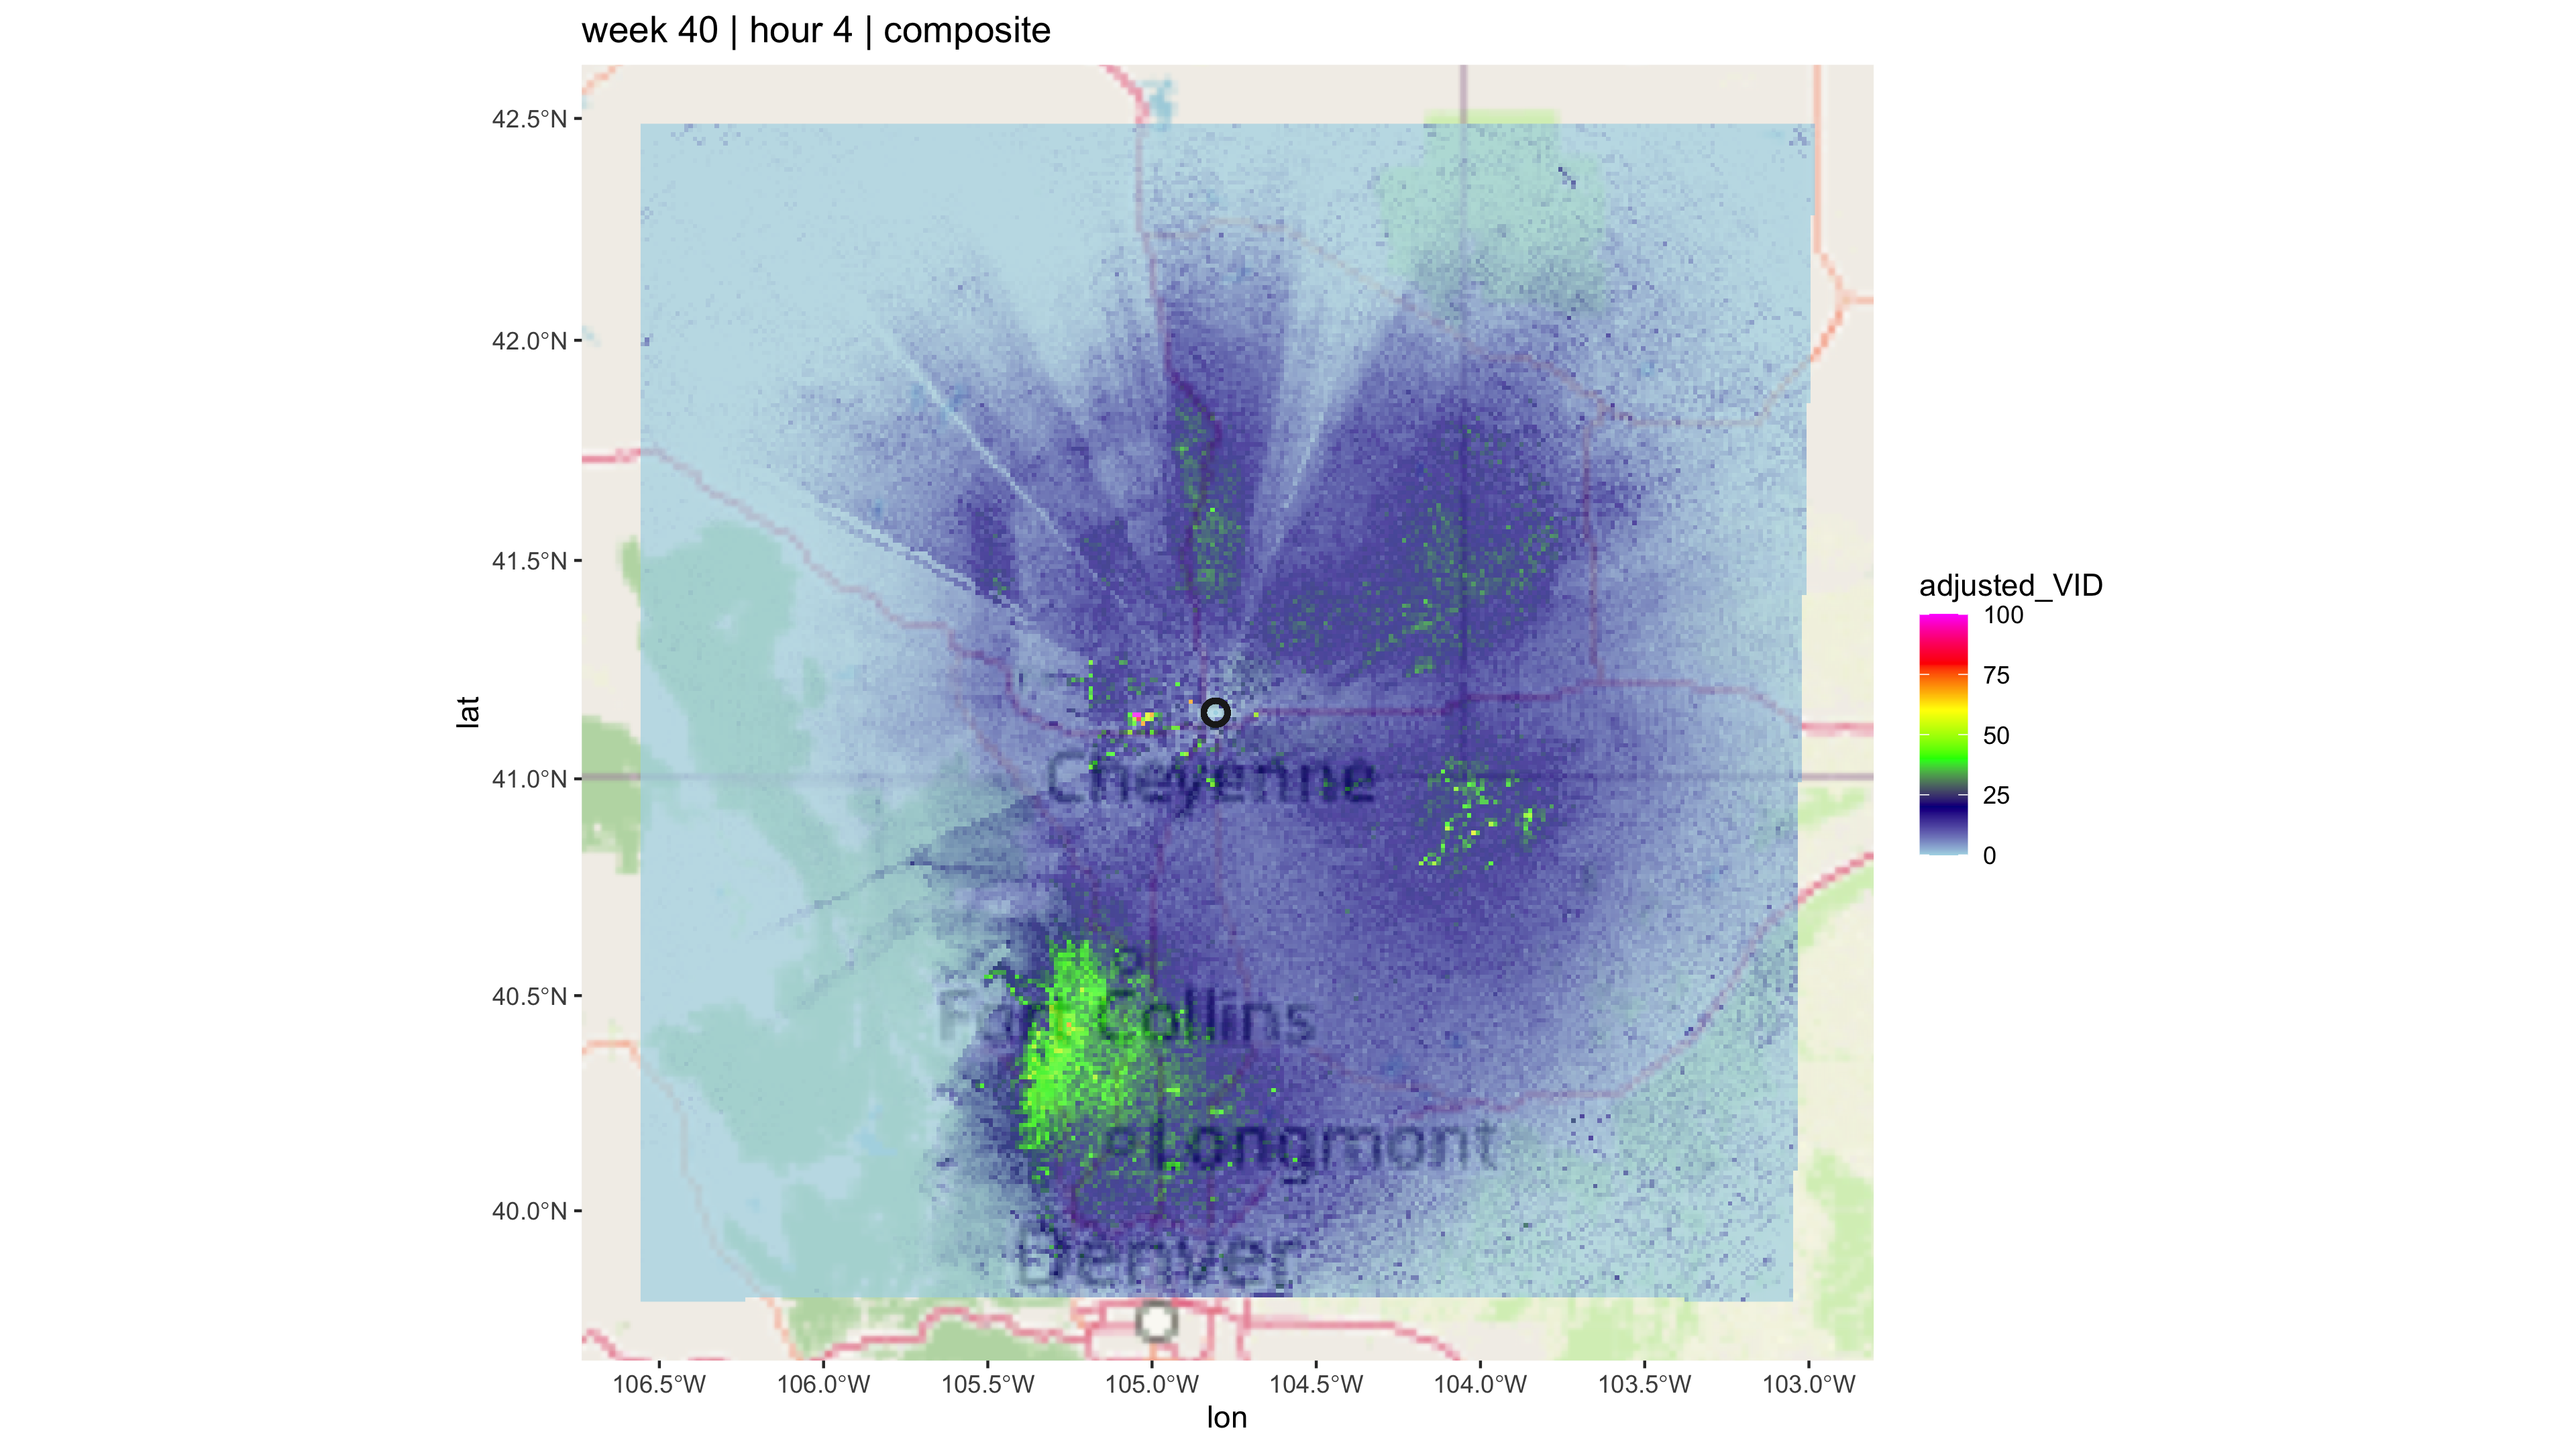 week 40 | hour 4 | composite
adjusted_VID
100
75
50
25
0
lat
42.5°N
42.0°N
41.5°N
41.0°N
40.5°N
40.0°N
Cheyenne
Fort Collins
Longmont
Denver
106.5°W 106.0°W 105.5°W 105.0°W 104.5°W 104.0°W 103.5°W 103.0°W
lon